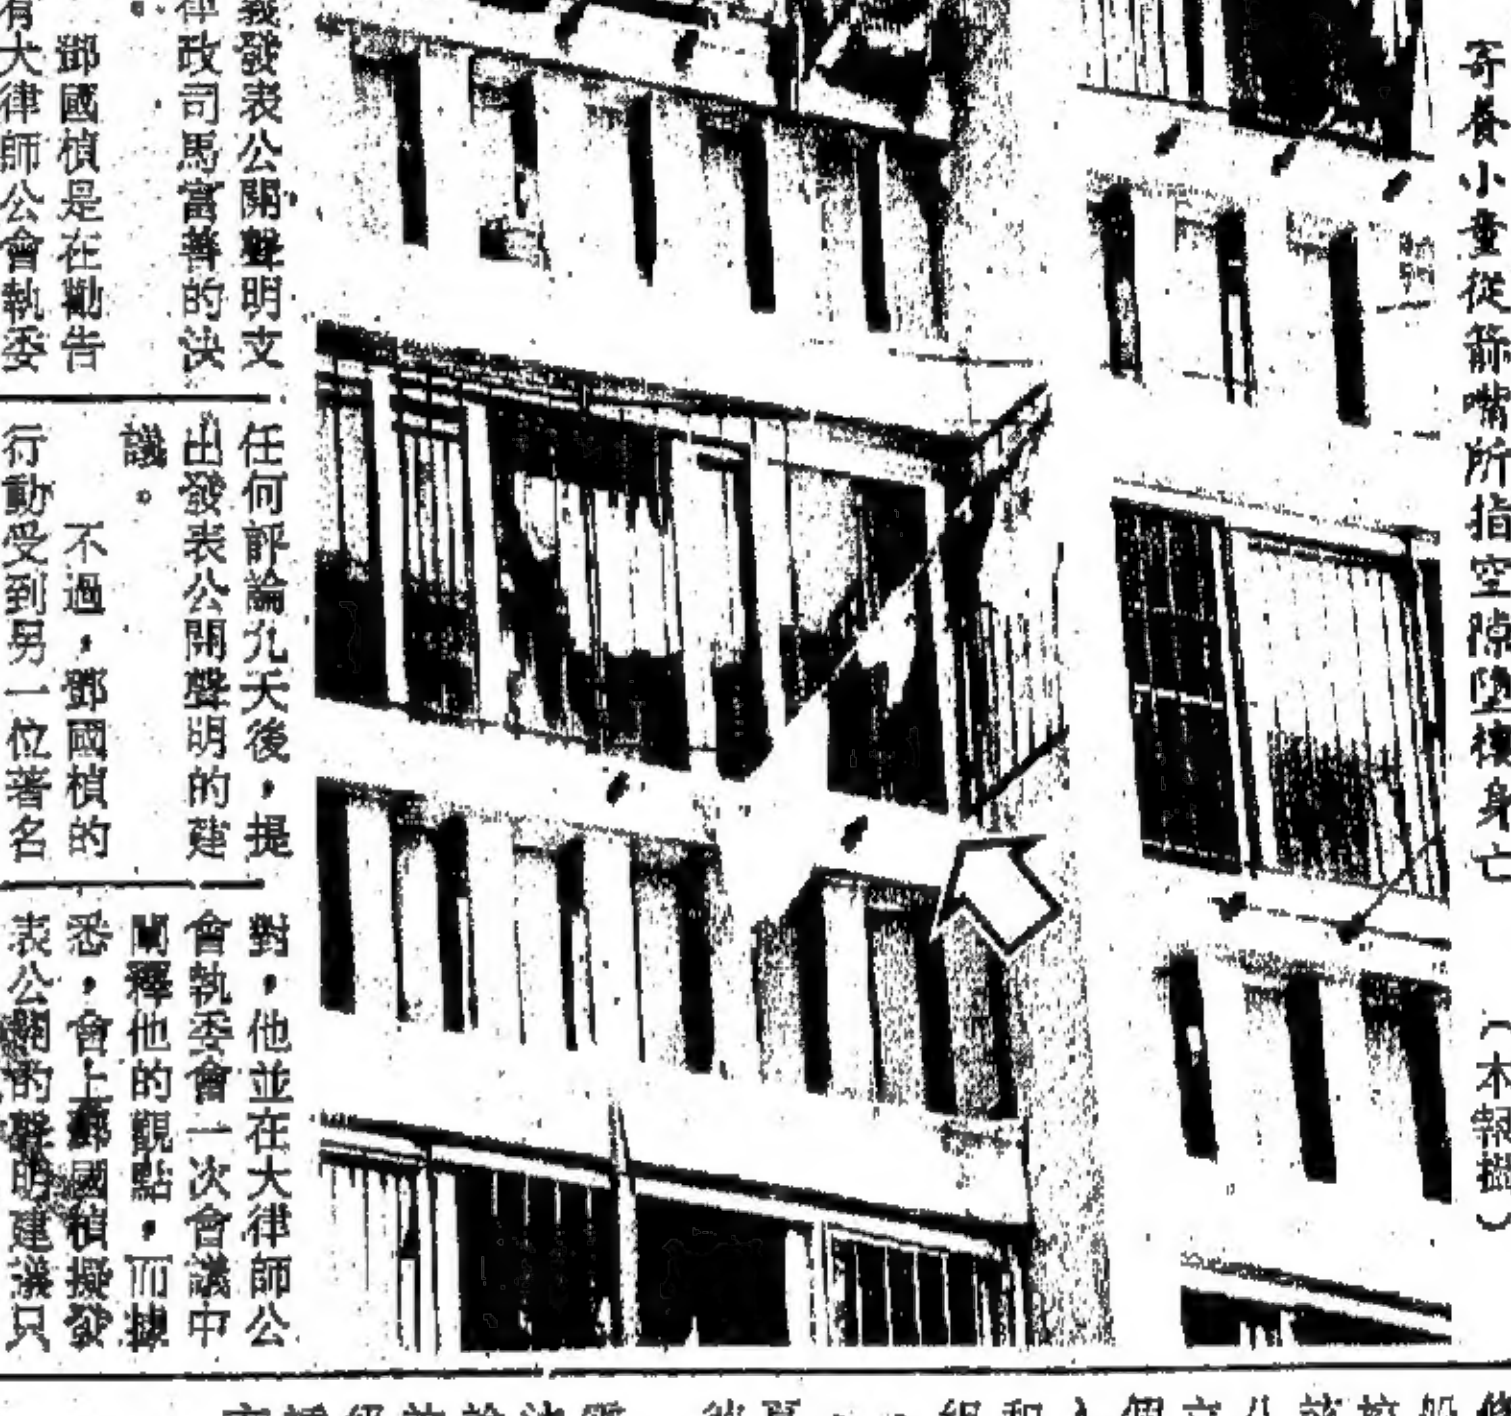 寄養小童從箭嘴所指空隙墜樓身亡　（本報攝）
義發表公開聲明支
律政司馬富善的決
。
鄧國楨是在勸告
有大律師公會執委
任何評論九天後，提
出發表公開聲明的建
議。
不過，鄧國楨的
行動受到另一位著名
對，他並在大律師公
會執委會一次會議中
闡釋他的觀點，而據
悉，會上鄧國楨擬發
表公開的聲明建議只